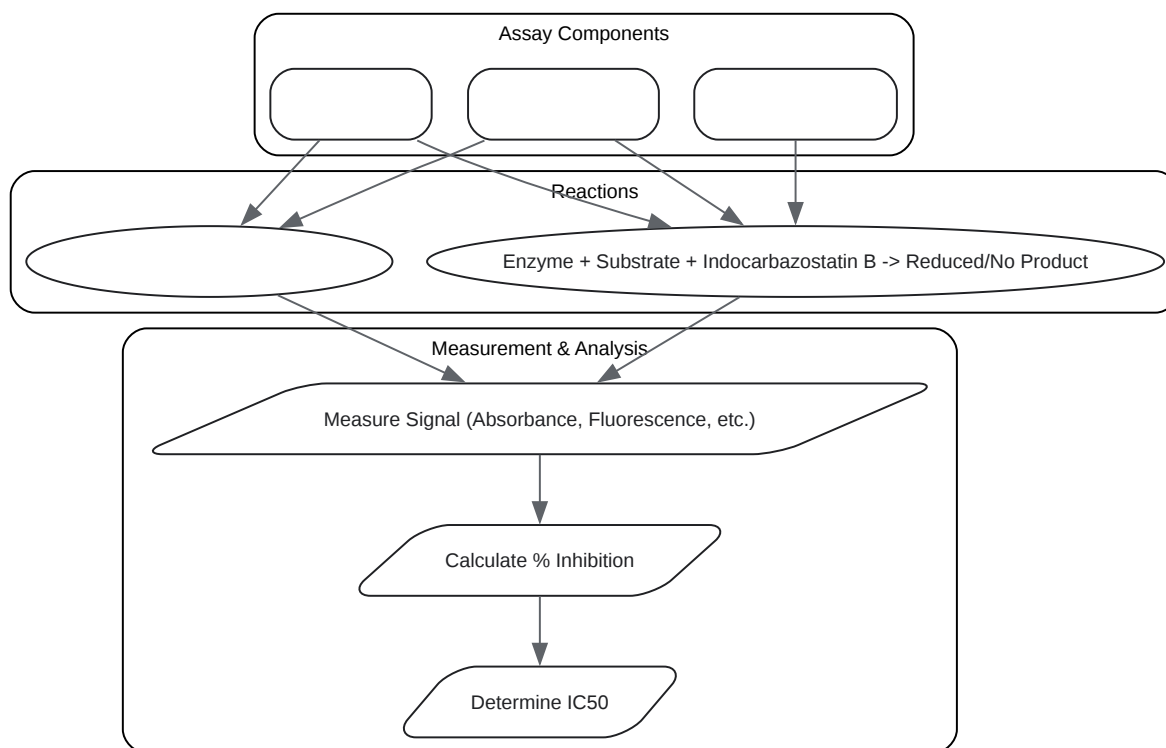 Assay Components
Reactions
Enzyme + Substrate + Indocarbazostatin B -> Reduced/No Product
Measurement & Analysis
Measure Signal (Absorbance, Fluorescence, etc.)
Calculate % Inhibition
Determine IC50